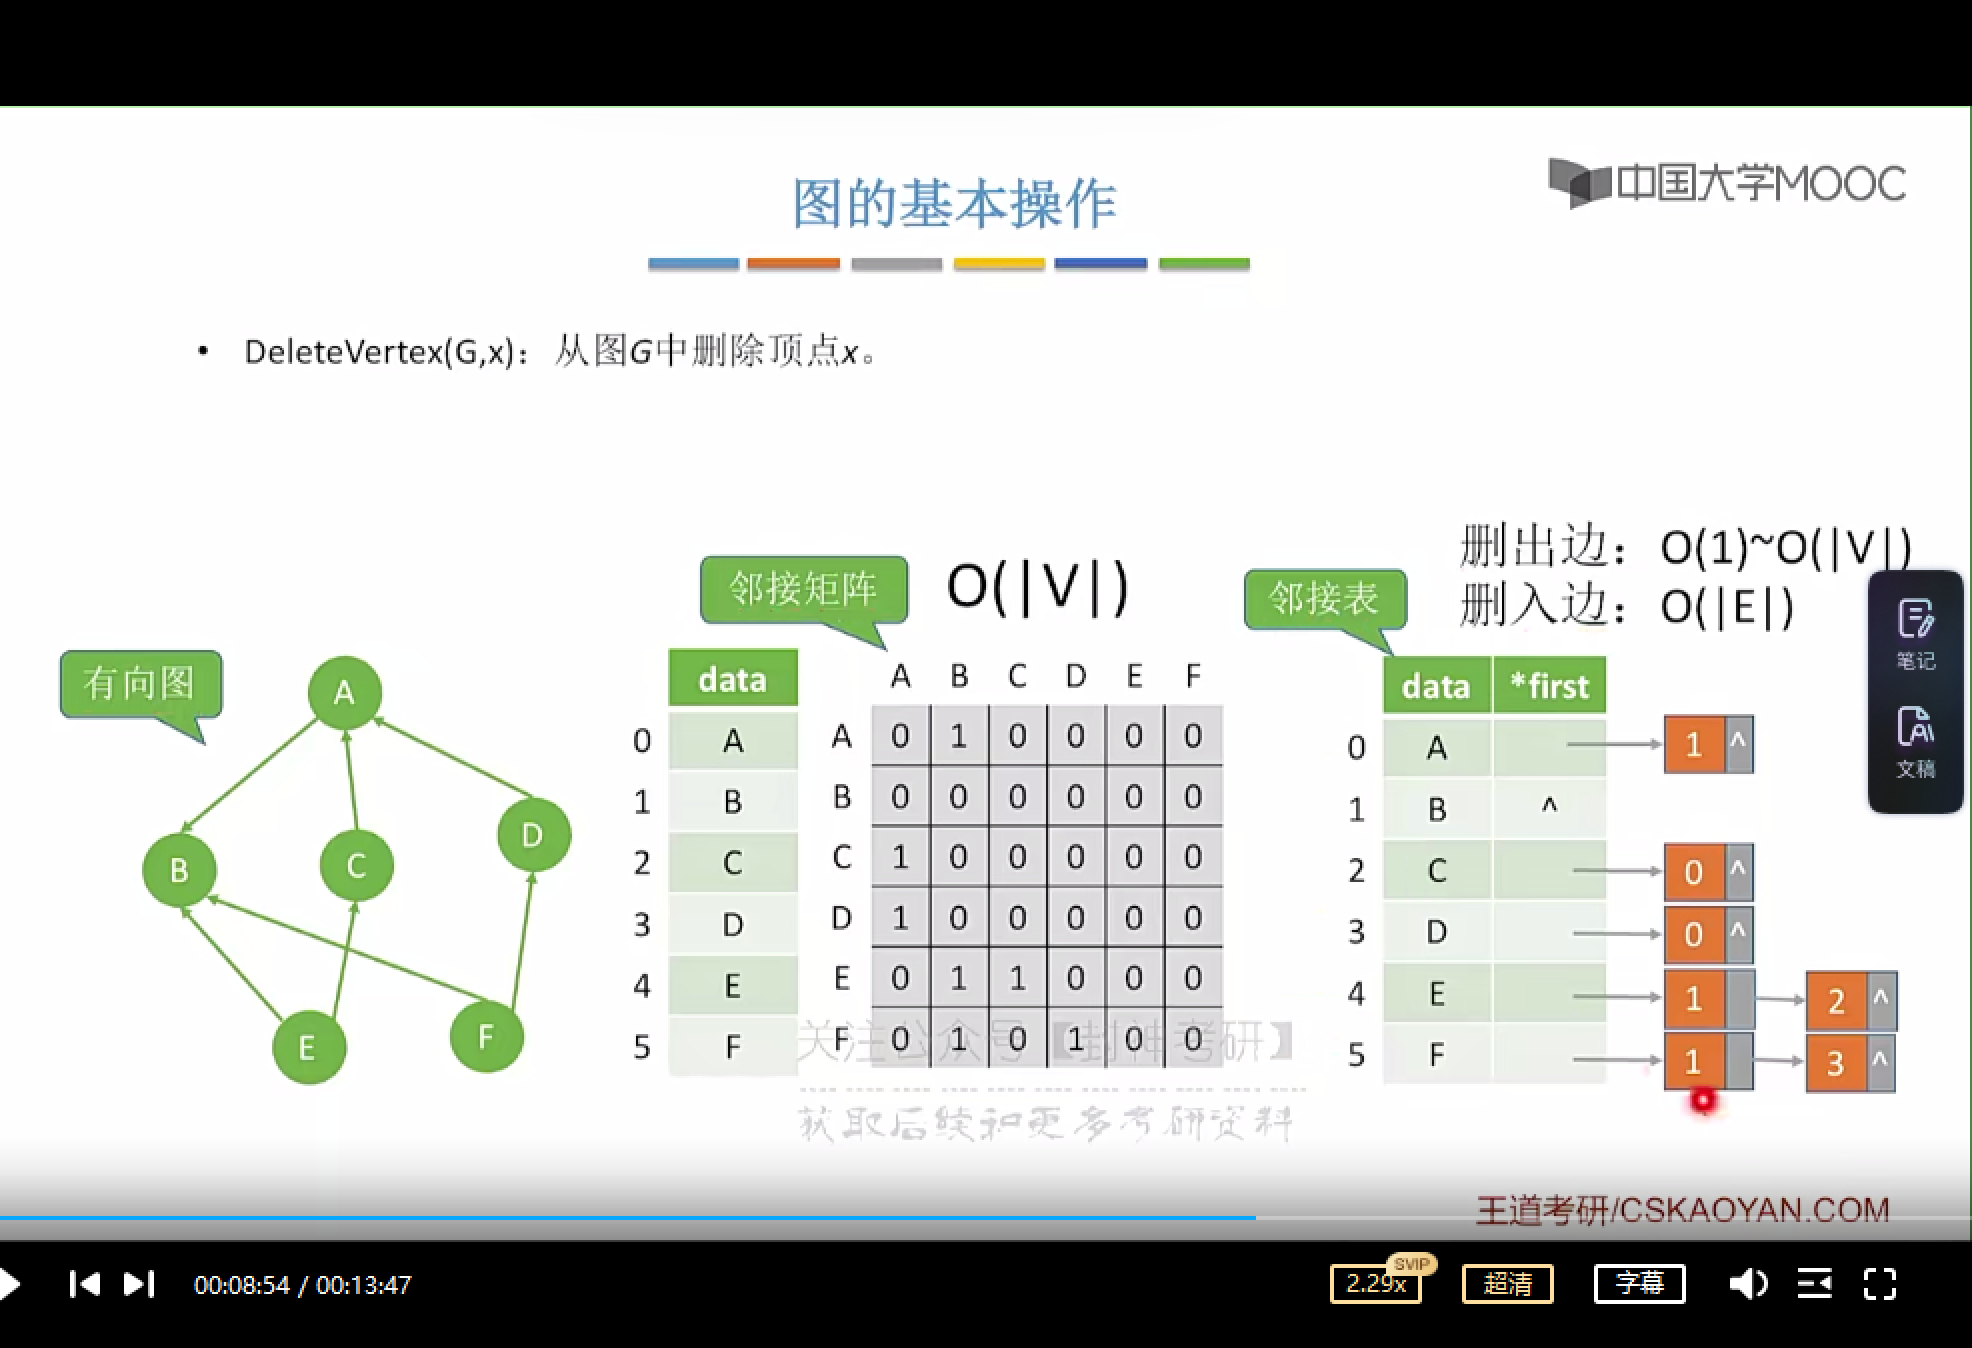 中国大学MOOC
图的基本操作
• DeleteVertex(G,x)：从图G中删除顶点x。
删出边：O(1)~O(|V|)
删入边：O(|E|)
邻接矩阵
O(|V|)
邻接表
有向图
A
B
C
D
E
F
data
0 A
1 B
2 C
3 D
4 E
5 F
A B C D E F
A 0 1 0 0 0 0
B 0 0 0 0 0 0
C 1 0 0 0 0 0
D 1 0 0 0 0 0
E 0 1 1 0 0 0
F 0 1 0 1 0 0
data *first
0 A 1 ^
1 B ^
2 C 0 ^
3 D 0 ^
4 E 1 2 ^
5 F 1 3 ^
笔记
文稿
关注公众号【封神考研】
获取后续和更多考研资料
王道考研/CSKAOYAN.COM
00:08:54 / 00:13:47
2.29x
SVIP
超清
字幕